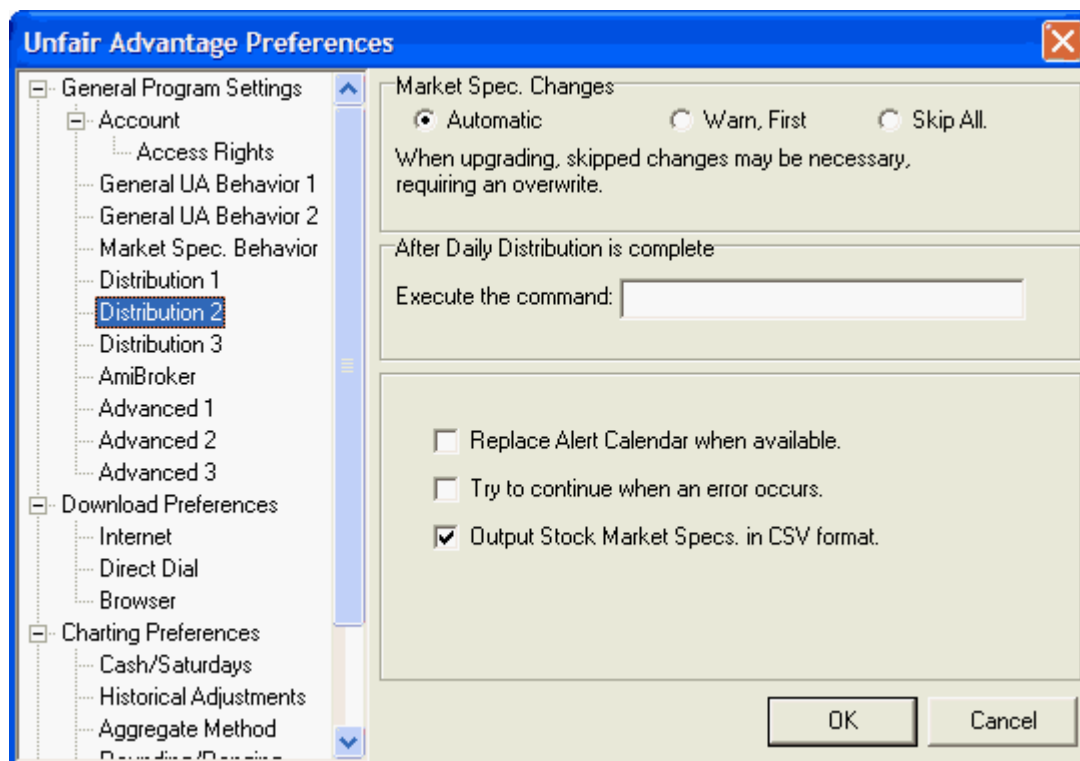 Unfair Advantage Preferences
General Program Settings
Account
Access Rights
General UA Behavior 1
General UA Behavior 2
Market Spec. Behavior
Distribution 1
Distribution 2
Distribution 3
AmiBroker
Advanced 1
Advanced 2
Advanced 3
Download Preferences
Internet
Direct Dial
Browser
Charting Preferences
Cash/Saturdays
Historical Adjustments
Aggregate Method
Market Spec. Changes
Automatic
Warn, First
Skip All.
When upgrading, skipped changes may be necessary,
requiring an overwrite.
After Daily Distribution is complete
Execute the command:
Replace Alert Calendar when available.
Try to continue when an error occurs.
Output Stock Market Specs. in CSV format.
OK
Cancel